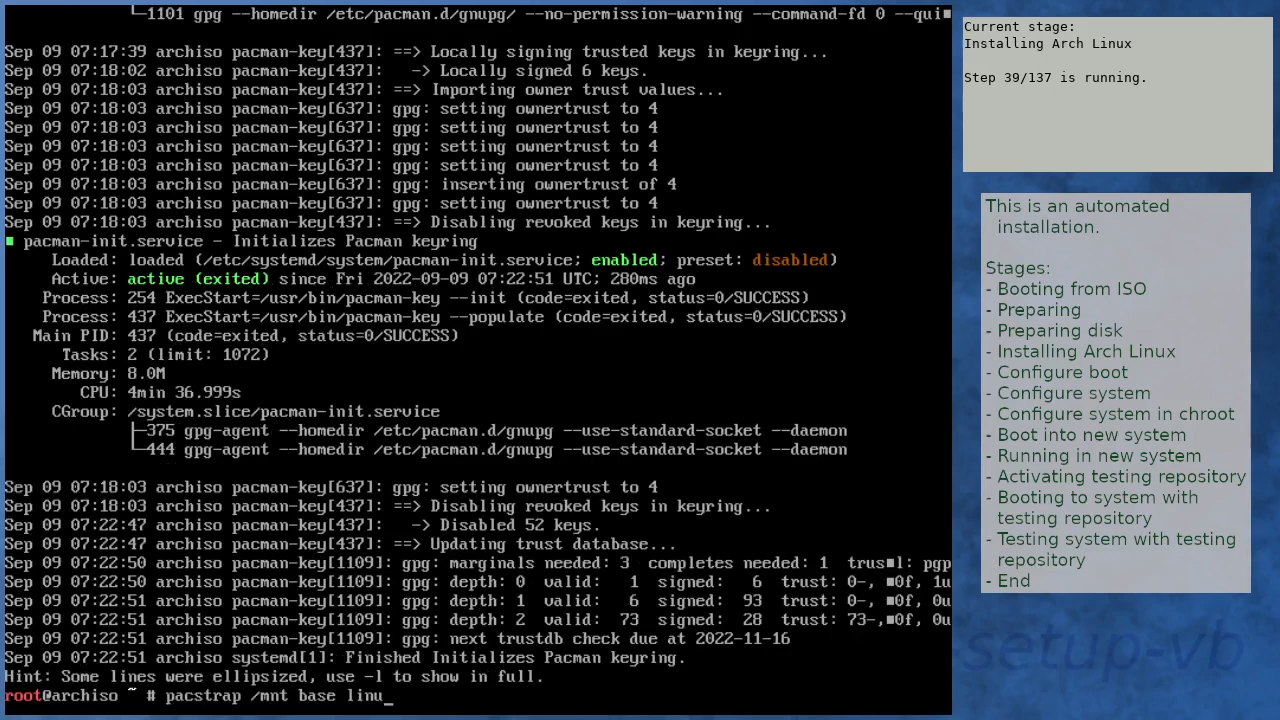 └─1101 gpg --homedir /etc/pacman.d/gnupg/ --no-permission-warning --command-fd 0 --qui■

Sep 09 07:17:39 archiso pacman-key[437]: ==> Locally signing trusted keys in keyring...
Sep 09 07:18:02 archiso pacman-key[437]:   -> Locally signed 6 keys.
Sep 09 07:18:03 archiso pacman-key[437]: ==> Importing owner trust values...
Sep 09 07:18:03 archiso pacman-key[637]: gpg: setting ownertrust to 4
Sep 09 07:18:03 archiso pacman-key[637]: gpg: setting ownertrust to 4
Sep 09 07:18:03 archiso pacman-key[637]: gpg: setting ownertrust to 4
Sep 09 07:18:03 archiso pacman-key[637]: gpg: setting ownertrust to 4
Sep 09 07:18:03 archiso pacman-key[637]: gpg: inserting ownertrust of 4
Sep 09 07:18:03 archiso pacman-key[637]: gpg: setting ownertrust to 4
Sep 09 07:18:03 archiso pacman-key[437]: ==> Disabling revoked keys in keyring...
■ pacman-init.service - Initializes Pacman keyring
     Loaded: loaded (/etc/systemd/system/pacman-init.service; enabled; preset: disabled)
     Active: active (exited) since Fri 2022-09-09 07:22:51 UTC; 280ms ago
    Process: 254 ExecStart=/usr/bin/pacman-key --init (code=exited, status=0/SUCCESS)
    Process: 437 ExecStart=/usr/bin/pacman-key --populate (code=exited, status=0/SUCCESS)
   Main PID: 437 (code=exited, status=0/SUCCESS)
      Tasks: 2 (limit: 1072)
     Memory: 8.0M
        CPU: 4min 36.999s
     CGroup: /system.slice/pacman-init.service
             ├─375 gpg-agent --homedir /etc/pacman.d/gnupg --use-standard-socket --daemon
             └─444 gpg-agent --homedir /etc/pacman.d/gnupg --use-standard-socket --daemon

Sep 09 07:18:03 archiso pacman-key[637]: gpg: setting ownertrust to 4
Sep 09 07:18:03 archiso pacman-key[437]: ==> Disabling revoked keys in keyring...
Sep 09 07:22:47 archiso pacman-key[437]:   -> Disabled 52 keys.
Sep 09 07:22:47 archiso pacman-key[437]: ==> Updating trust database...
Sep 09 07:22:50 archiso pacman-key[1109]: gpg: marginals needed: 3  completes needed: 1  trus■l: pgp
Sep 09 07:22:50 archiso pacman-key[1109]: gpg: depth: 0  valid:   1  signed:   6  trust: 0-, ■0f, 1u
Sep 09 07:22:51 archiso pacman-key[1109]: gpg: depth: 1  valid:   6  signed:  93  trust: 0-, ■0f, 0u
Sep 09 07:22:51 archiso pacman-key[1109]: gpg: depth: 2  valid:  73  signed:  28  trust: 73-,■0f, 0u
Sep 09 07:22:51 archiso pacman-key[1109]: gpg: next trustdb check due at 2022-11-16
Sep 09 07:22:51 archiso systemd[1]: Finished Initializes Pacman keyring.
Hint: Some lines were ellipsized, use -l to show in full.
root@archiso ~ # pacstrap /mnt base linu_
Current stage:
Installing Arch Linux

Step 39/137 is running.
This is an automated
installation.

Stages:
- Booting from ISO
- Preparing
- Preparing disk
- Installing Arch Linux
- Configure boot
- Configure system
- Configure system in chroot
- Boot into new system
- Running in new system
- Activating testing repository
- Booting to system with
testing repository
- Testing system with testing
repository
- End
setup-vb